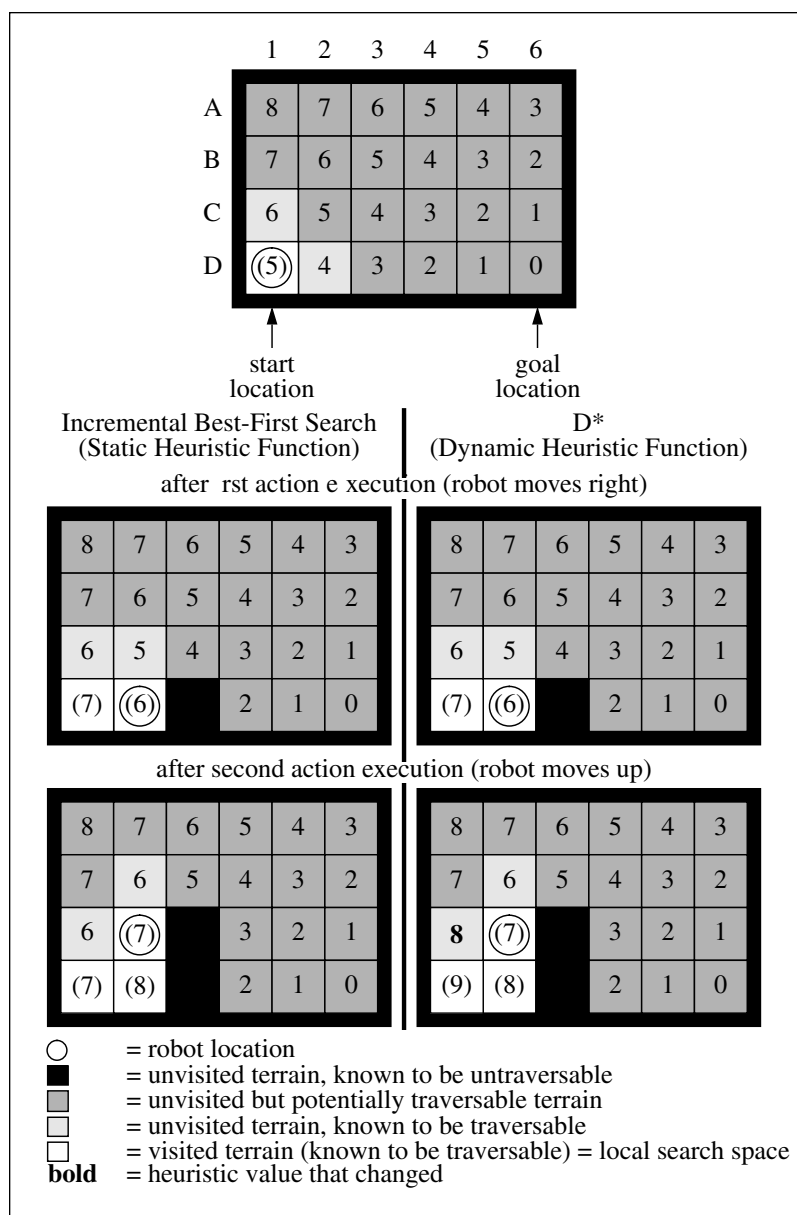 1 2 3 4 5 6
A 8 7 6 5 4 3
B 7 6 5 4 3 2
C 6 5 4 3 2 1
D (5) 4 3 2 1 0
start location
goal location
Incremental Best-First Search
(Static Heuristic Function)
D*
(Dynamic Heuristic Function)
after rst action e xecution (robot moves right)
8 7 6 5 4 3
7 6 5 4 3 2
6 5 4 3 2 1
(7) (6) 2 1 0
8 7 6 5 4 3
7 6 5 4 3 2
6 5 4 3 2 1
(7) (6) 2 1 0
after second action execution (robot moves up)
8 7 6 5 4 3
7 6 5 4 3 2
6 (7) 3 2 1
(7) (8) 2 1 0
8 7 6 5 4 3
7 6 5 4 3 2
8 (7) 3 2 1
(9) (8) 2 1 0
= robot location
= unvisited terrain, known to be untraversable
= unvisited but potentially traversable terrain
= unvisited terrain, known to be traversable
= visited terrain (known to be traversable) = local search space
bold = heuristic value that changed